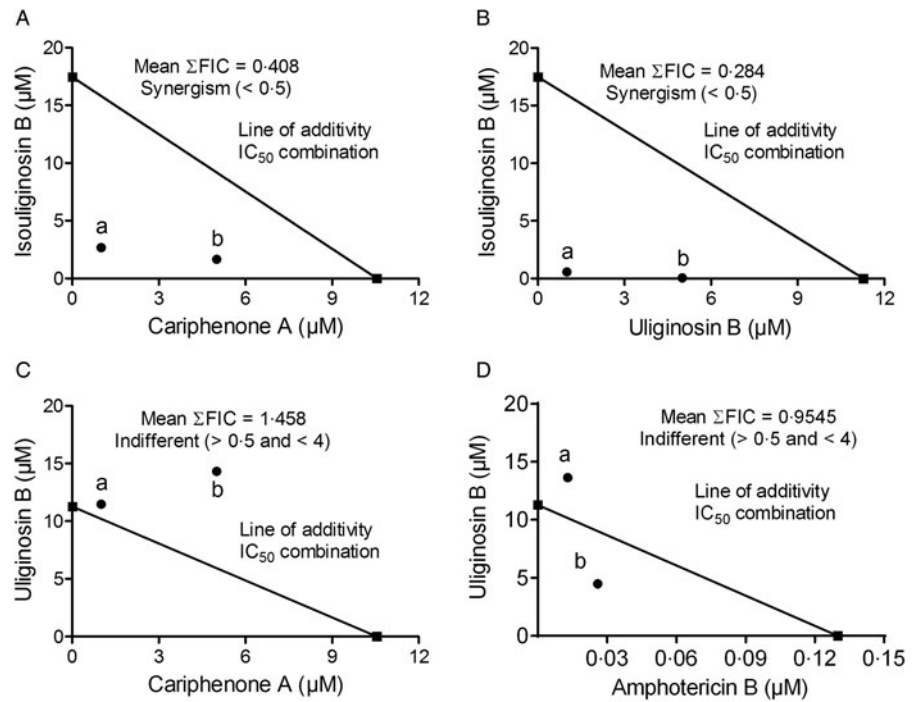 A
20
15
10
5
0
Isouliginosin B (μM)
Mean ΣFIC = 0·408
Synergism (< 0·5)
Line of additivity
IC50 combination
a
b
0 3 6 9 12
Cariphenone A (μM)
B
20
15
10
5
0
Isouliginosin B (μM)
Mean ΣFIC = 0·284
Synergism (< 0·5)
Line of additivity
IC50 combination
a
b
0 3 6 9 12
Uliginosin B (μM)
C
20
15
10
5
0
Uliginosin B (μM)
Mean ΣFIC = 1·458
Indifferent (> 0·5 and < 4)
a
b
Line of additivity
IC50 combination
0 3 6 9 12
Cariphenone A (μM)
D
20
15
10
5
0
Uliginosin B (μM)
Mean ΣFIC = 0·9545
Indifferent (> 0·5 and < 4)
a
Line of additivity
IC50 combination
b
0·03 0·06 0·09 0·12 0·15
Amphotericin B (μM)